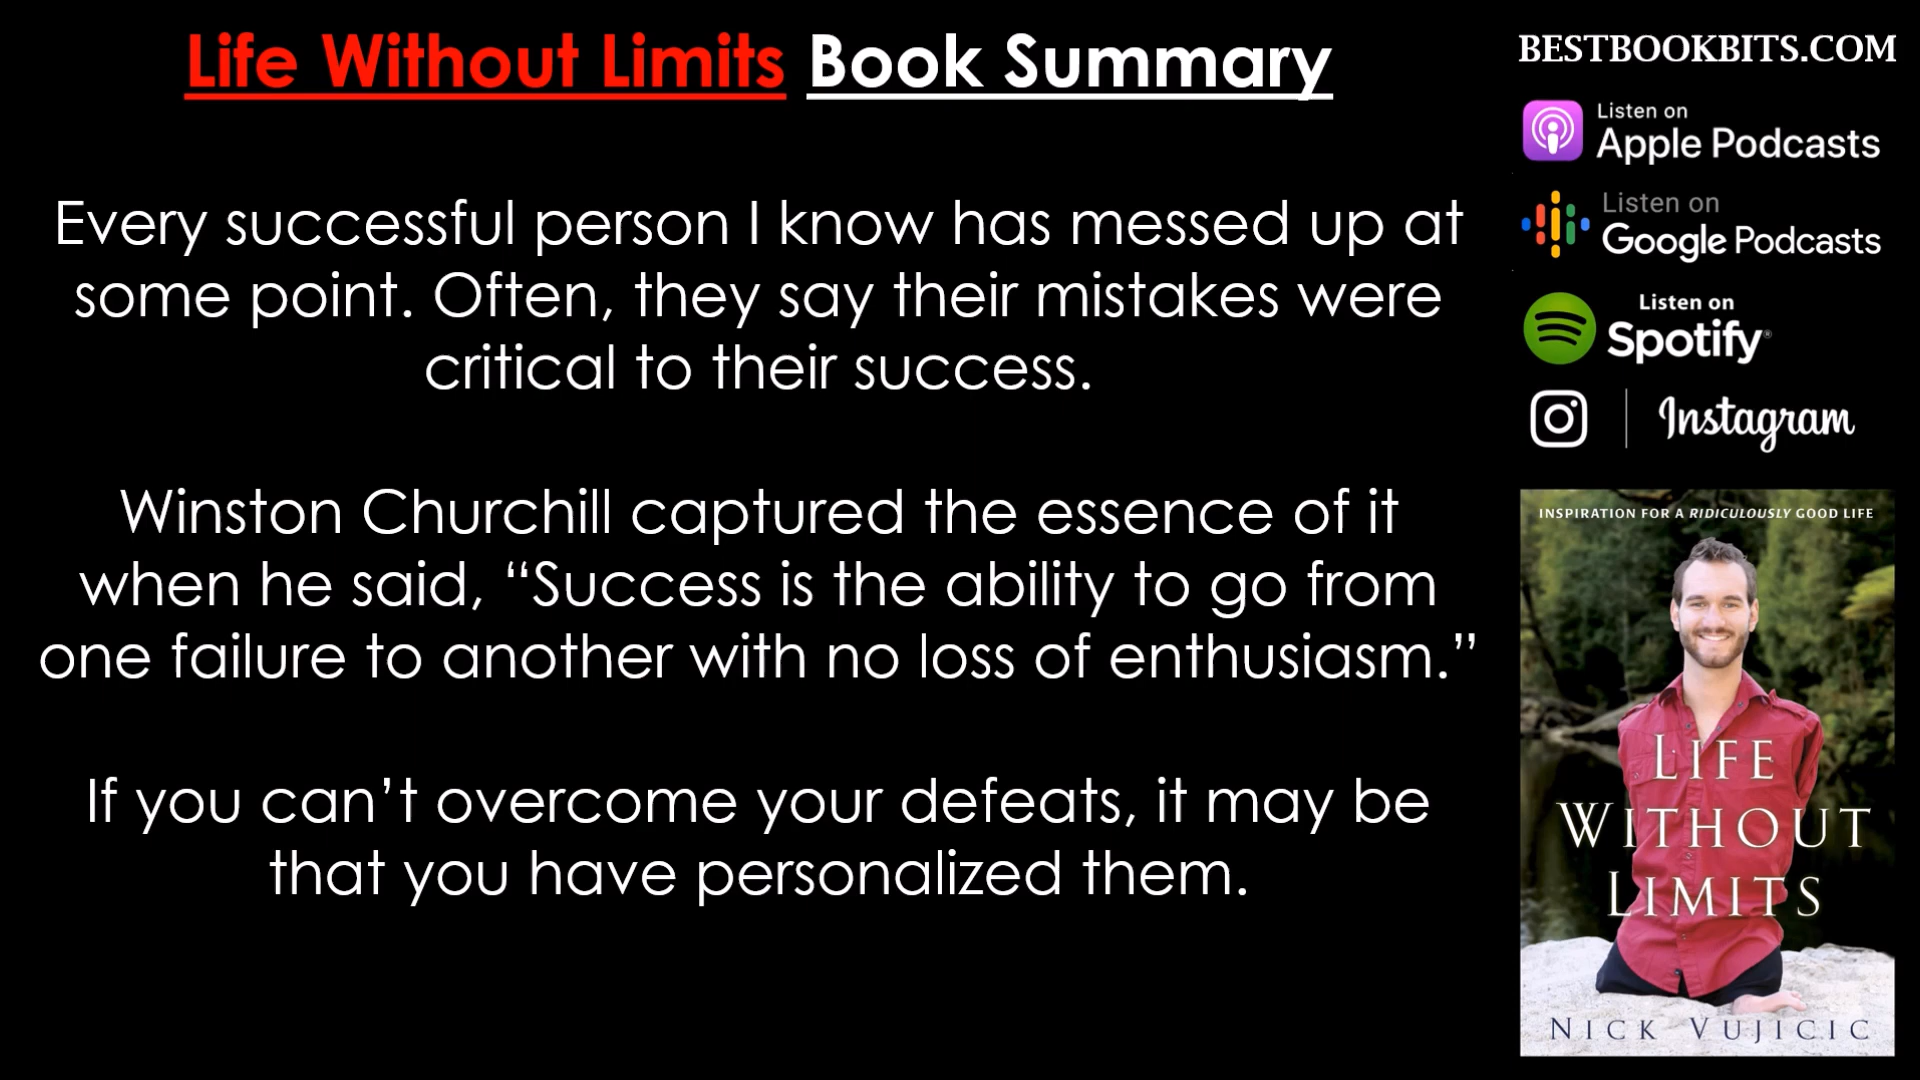 Life Without Limits Book Summary
Every successful person I know has messed up at
some point. Often, they say their mistakes were
critical to their success.
Winston Churchill captured the essence of it
when he said, “Success is the ability to go from
one failure to another with no loss of enthusiasm.”
If you can’t overcome your defeats, it may be
that you have personalized them.
BESTBOOKBITS.COM
Listen on
Apple Podcasts
Listen on
Google Podcasts
Listen on
Spotify®
Instagram
INSPIRATION FOR A RIDICULOUSLY GOOD LIFE
LIFE
WITHOUT
LIMITS
NICK VUJICIC